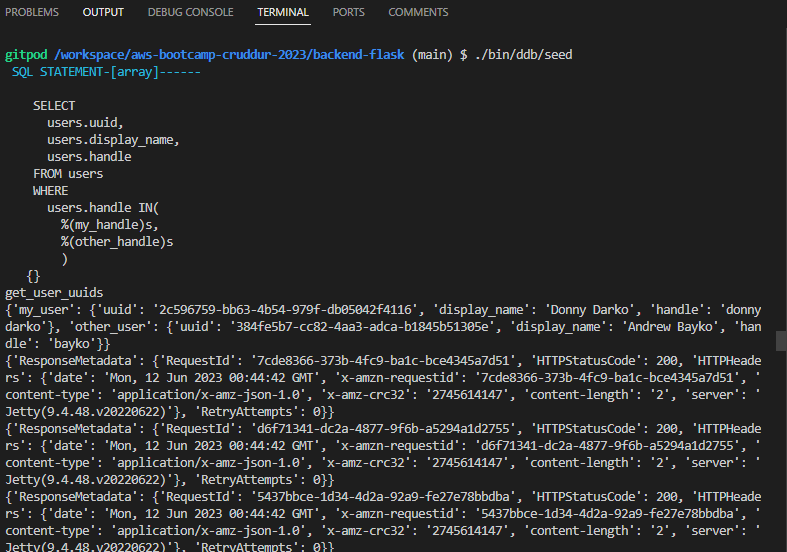 PROBLEMS OUTPUT DEBUG CONSOLE TERMINAL PORTS COMMENTS
gitpod /workspace/aws-bootcamp-cruddur-2023/backend-flask (main) $ ./bin/ddb/seed
SQL STATEMENT-[array]------
SELECT
users.uuid,
users.display_name,
users.handle
FROM users
WHERE
users.handle IN(
%(my_handle)s,
%(other_handle)s
)
{}
get_user_uuids
{'my_user': {'uuid': '2c596759-bb63-4b54-979f-db05042f4116', 'display_name': 'Donny Darko', 'handle': 'donny
darko'}, 'other_user': {'uuid': '384fe5b7-cc82-4aa3-adca-b1845b51305e', 'display_name': 'Andrew Bayko', 'han
dle': 'bayko'}}
{'ResponseMetadata': {'RequestId': '7cde8366-373b-4fc9-ba1c-bce4345a7d51', 'HTTPStatusCode': 200, 'HTTPHeade
rs': {'date': 'Mon, 12 Jun 2023 00:44:42 GMT', 'x-amzn-requestid': '7cde8366-373b-4fc9-ba1c-bce4345a7d51', '
content-type': 'application/x-amz-json-1.0', 'x-amz-crc32': '2745614147', 'content-length': '2', 'server': '
Jetty(9.4.48.v20220622)'}, 'RetryAttempts': 0}}
{'ResponseMetadata': {'RequestId': 'd6f71341-dc2a-4877-9f6b-a5294a1d2755', 'HTTPStatusCode': 200, 'HTTPHeade
rs': {'date': 'Mon, 12 Jun 2023 00:44:42 GMT', 'x-amzn-requestid': 'd6f71341-dc2a-4877-9f6b-a5294a1d2755', '
content-type': 'application/x-amz-json-1.0', 'x-amz-crc32': '2745614147', 'content-length': '2', 'server': '
Jetty(9.4.48.v20220622)'}, 'RetryAttempts': 0}}
{'ResponseMetadata': {'RequestId': '5437bbce-1d34-4d2a-92a9-fe27e78bbdba', 'HTTPStatusCode': 200, 'HTTPHeade
rs': {'date': 'Mon, 12 Jun 2023 00:44:42 GMT', 'x-amzn-requestid': '5437bbce-1d34-4d2a-92a9-fe27e78bbdba', '
content-type': 'application/x-amz-json-1.0', 'x-amz-crc32': '2745614147', 'content-length': '2', 'server': '
Jetty(9.4.48.v20220622)'}, 'RetryAttempts': 0}}